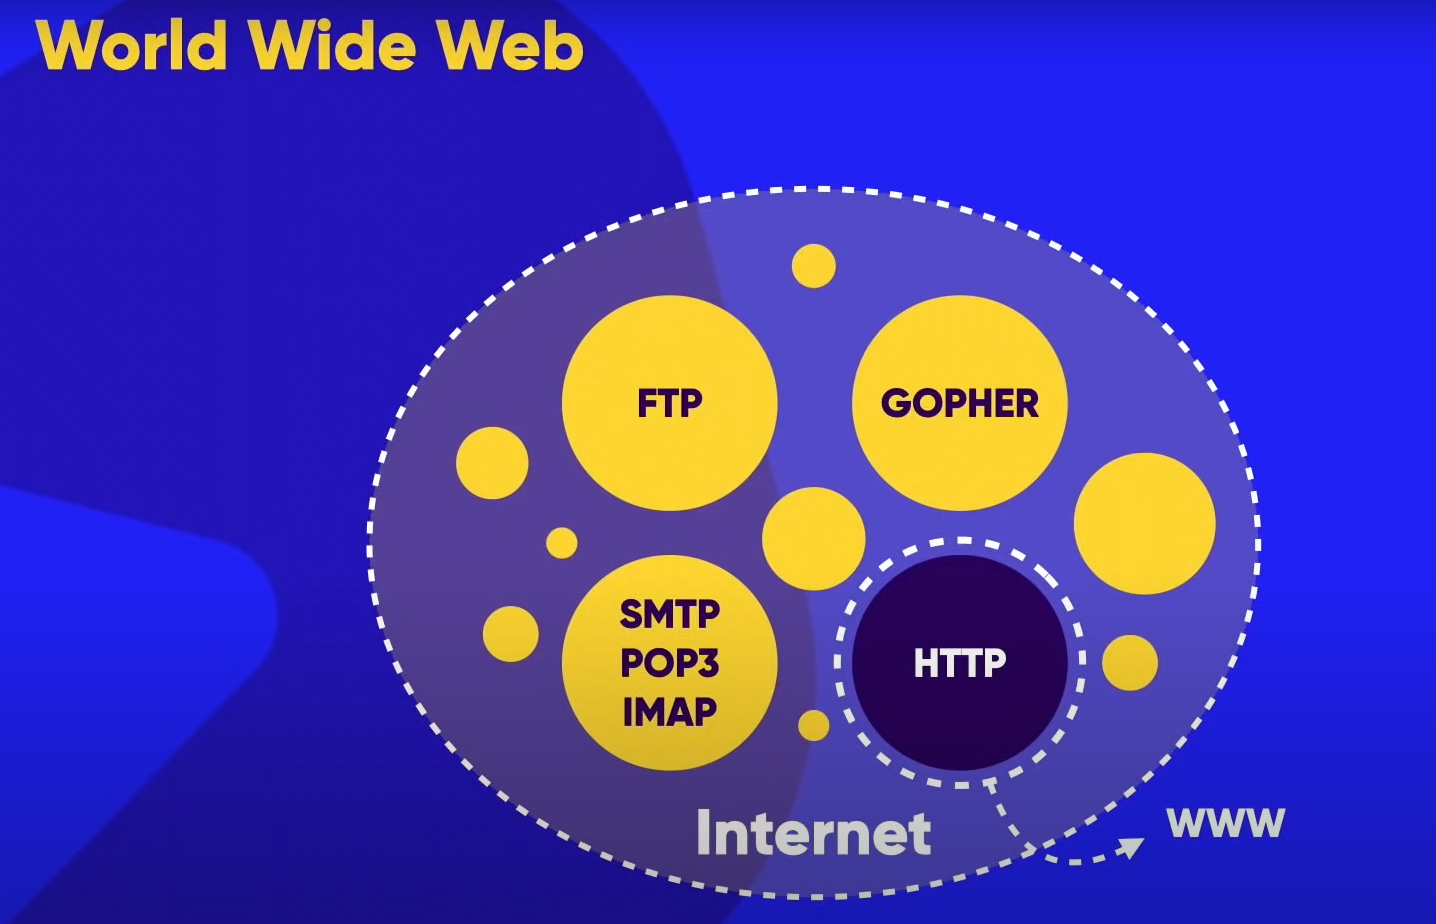 World Wide Web
FTP
GOPHER
SMTP
POP3
IMAP
HTTP
Internet
WWW